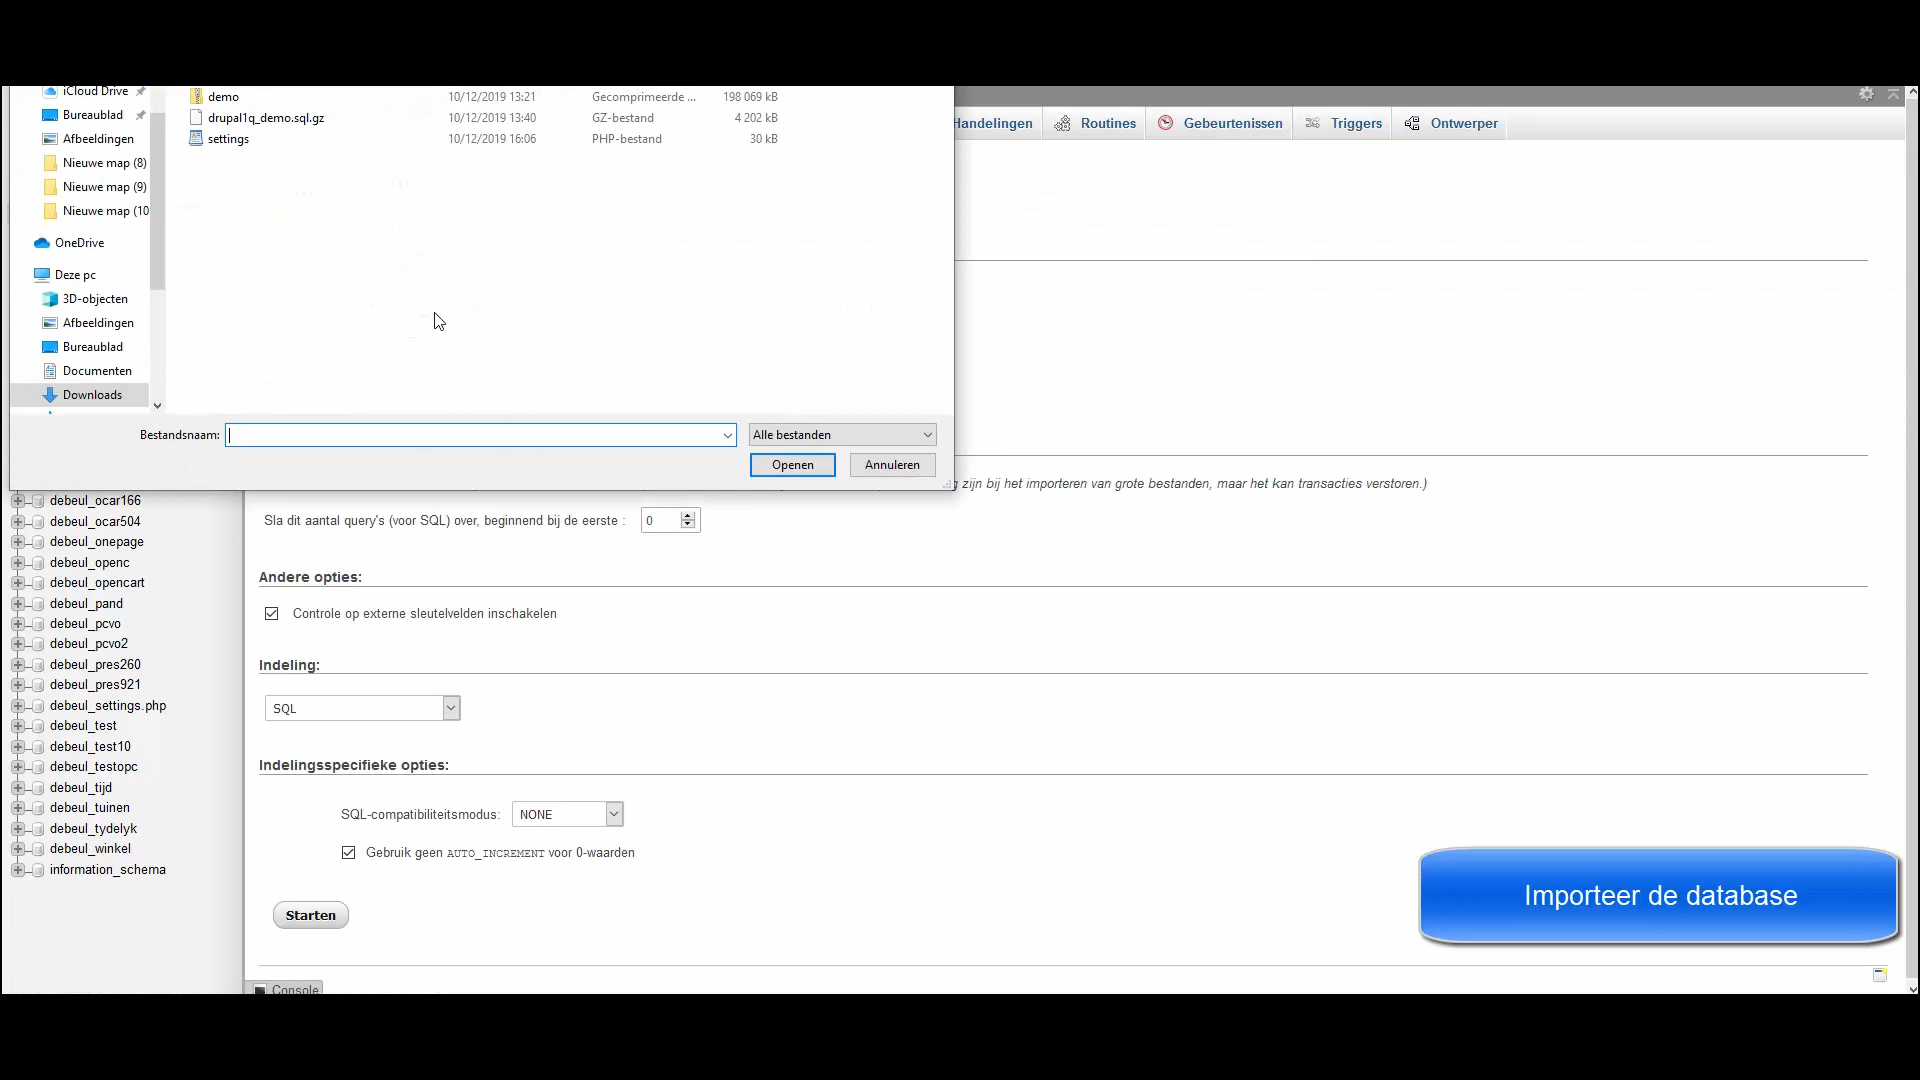 iCloud Drive
Bureaublad
Afbeeldingen
Nieuwe map (8)
Nieuwe map (9)
Nieuwe map (10
OneDrive
Deze pc
3D-objecten
Afbeeldingen
Bureaublad
Documenten
Downloads
demo 10/12/2019 13:21 Gecomprimeerde ... 198 069 kB
drupal1q_demo.sql.gz 10/12/2019 13:40 GZ-bestand 4 202 kB
settings 10/12/2019 16:06 PHP-bestand 30 kB
Bestandsnaam: Alle bestanden
Openen Annuleren
Handelingen Routines Gebeurtenissen Triggers Ontwerper
debeul_ocar166
debeul_ocar504
debeul_onepage
debeul_openc
debeul_opencart
debeul_pand
debeul_pcvo
debeul_pcvo2
debeul_pres260
debeul_pres921
debeul_settings.php
debeul_test
debeul_test10
debeul_testopc
debeul_tijd
debeul_tuinen
debeul_tydelyk
debeul_winkel
information_schema
g zijn bij het importeren van grote bestanden, maar het kan transacties verstoren.)
Sla dit aantal query's (voor SQL) over, beginnend bij de eerste : 0
Andere opties:
Controle op externe sleutelvelden inschakelen
Indeling:
SQL
Indelingsspecifieke opties:
SQL-compatibiliteitsmodus: NONE
Gebruik geen AUTO_INCREMENT voor 0-waarden
Starten
Importeer de database
Console